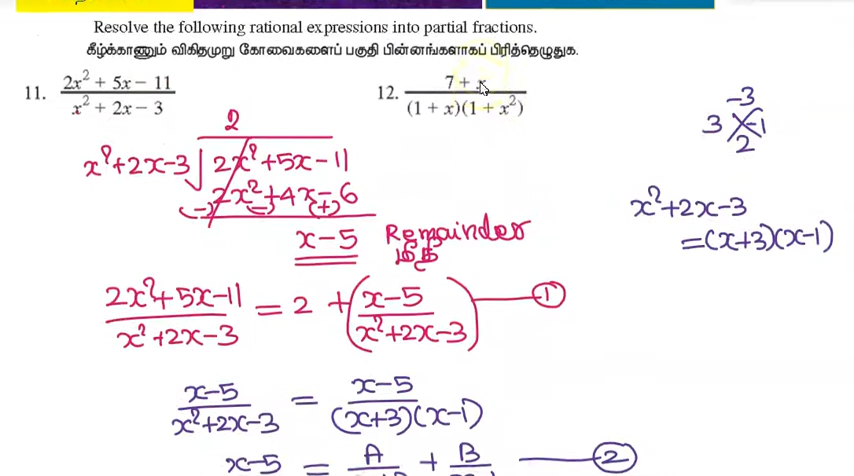 Resolve the following rational expressions into partial fractions.
கீழ்க்காணும் விகிதமுறு கோவைகளைப் பகுதி பின்னங்களாகப் பிரித்தெழுதுக.
11. (2x² + 5x − 11)/(x² + 2x − 3)
12. (7 + x)/((1 + x)(1 + x²))
−3
3 −1
2
2
x²+2x−3 √ 2x²+5x−11
2x²+4x−6
(−) (−) (+)
x−5 Remainder
மீதி
x²+2x−3
=(x+3)(x−1)
(2x²+5x−11)/(x²+2x−3) = 2 + ((x−5)/(x²+2x−3)) — ①
(x−5)/(x²+2x−3) = (x−5)/((x+3)(x−1))
x−5 = A + B — ②